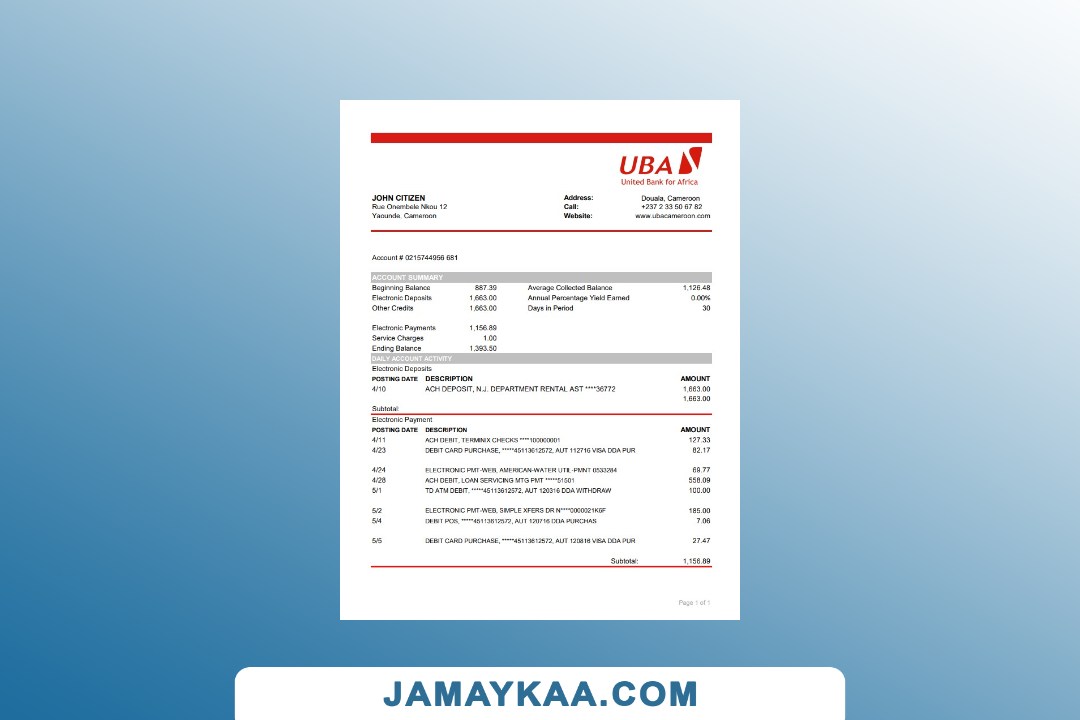 UBA
United Bank for Africa
JOHN CITIZEN Address: Douala, Cameroon
Rue Onembele Nkou 12 Call: +237 2 33 50 67 82
Yaounde, Cameroon Website: www.ubacameroon.com
Account # 0215744956 681
ACCOUNT SUMMARY
Beginning Balance 887.39 Average Collected Balance 1,126.48
Electronic Deposits 1,663.00 Annual Percentage Yield Earned 0.00%
Other Credits 1,663.00 Days in Period 30
Electronic Payments 1,156.89
Service Charges 1.00
Ending Balance 1,393.50
DAILY ACCOUNT ACTIVITY
Electronic Deposits
POSTING DATE DESCRIPTION AMOUNT
4/10 ACH DEPOSIT, N.J. DEPARTMENT RENTAL AST ****36772 1,663.00
1,663.00
Subtotal:
Electronic Payment
POSTING DATE DESCRIPTION AMOUNT
4/11 ACH DEBIT, TERMINIX CHECKS ****100000001 127.33
4/23 DEBIT CARD PURCHASE, *****45113612572, AUT 112716 VISA DDA PUR 82.17
4/24 ELECTRONIC PMT-WEB, AMERICAN-WATER UTIL-PMNT 6533284 69.77
4/28 ACH DEBIT, LOAN SERVICING MTG PMT *****51501 558.09
5/1 TD ATM DEBIT, *****45113612572, AUT 120316 DDA WITHDRAW 100.00
5/2 ELECTRONIC PMT-WEB, SIMPLE XFERS DR N****0000021K6F 185.00
5/4 DEBIT POS, *****45113612572, AUT 120716 DDA PURCHAS 7.06
5/5 DEBIT CARD PURCHASE, *****45113612572, AUT 120816 VISA DDA PUR 27.47
Subtotal: 1,156.89
Page 1 of 1
JAMAYKAA.COM